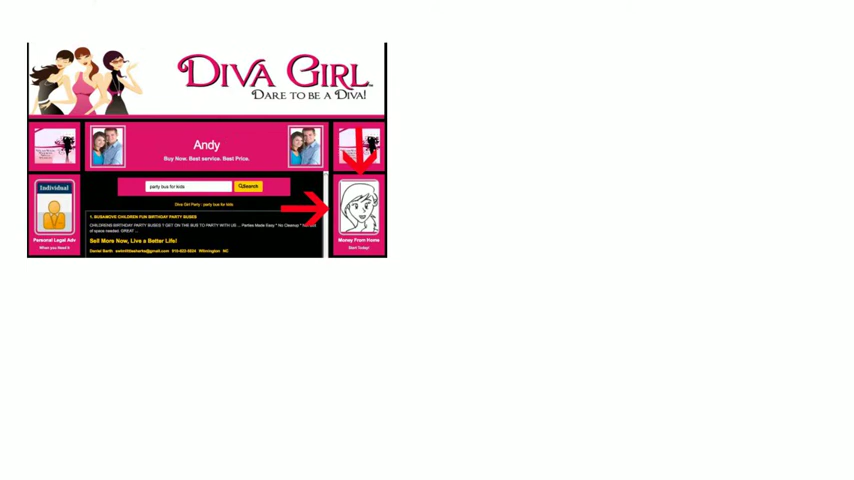 DIVA GIRL
DARE TO BE A DIVA!
Andy
Buy Now. Best service. Best Price.
party bus for kids
Search
Diva Girl Party : party bus for kids
Individual
Personal Legal Adv
When you Need it
1. BUSAMOVE CHILDREN FUN BIRTHDAY PARTY BUSES
CHILDRENS BIRTHDAY PARTY BUSES ? GET ON THE BUS TO PARTY WITH US ... Parties Made Easy * No Cleanup *
of space needed. GREAT ...
Sell More Now, Live a Better Life!
Daniel Barth
Wilmington NC
Money From Home
Start Today!